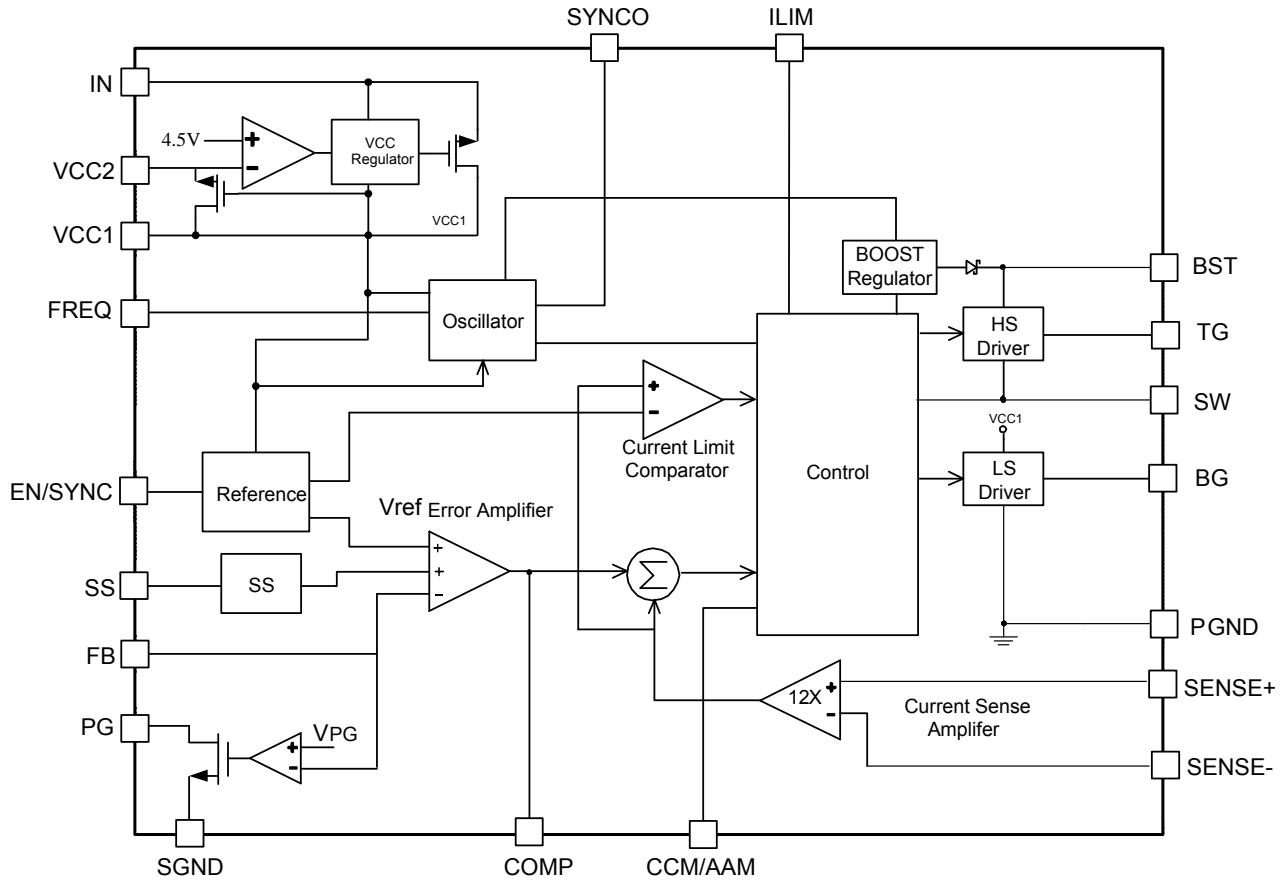 SYNCO
ILIM
IN
4.5V
+
-
VCC
Regulator
VCC2
VCC1
VCC1
BOOST
Regulator
BST
FREQ
Oscillator
HS
Driver
TG
+
-
SW
Current Limit
Comparator
VCC1
Control
EN/SYNC
Reference
LS
Driver
BG
Vref Error Amplifier
+
+
-
SS
SS
Σ
FB
PGND
12X
+
-
SENSE+
Current Sense
Amplifer
PG
VPG
+
-
SENSE-
SGND
COMP
CCM/AAM